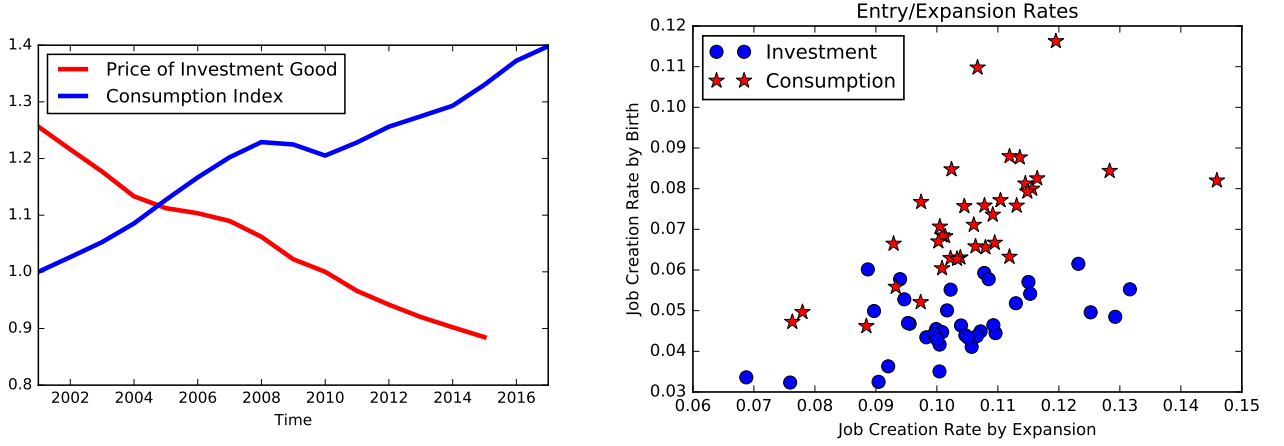 1.4
1.3
1.2
1.1
1.0
0.9
0.8
Price of Investment Good
Consumption Index
2002 2004 2006 2008 2010 2012 2014 2016
Time
Entry/Expansion Rates
0.12
0.11
0.10
0.09
0.08
0.07
0.06
0.05
0.04
0.03
Job Creation Rate by Birth
Investment
Consumption
0.06 0.07 0.08 0.09 0.10 0.11 0.12 0.13 0.14 0.15
Job Creation Rate by Expansion